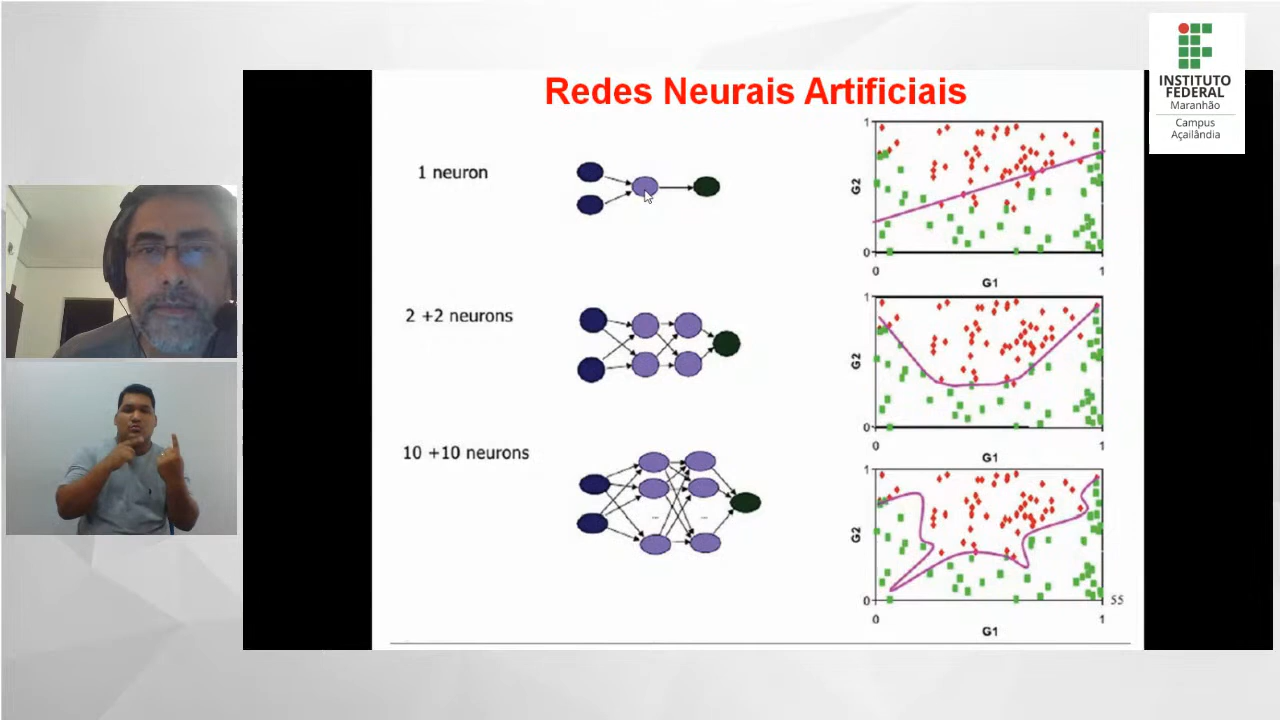 Redes Neurais Artificiais
INSTITUTO
FEDERAL
Maranhão
Campus
Açailândia
1 neuron
1
G2
0
0
1
G1
2 +2 neurons
1
G2
0
0
1
G1
10 +10 neurons
...
...
1
G2
0
55
0
1
G1